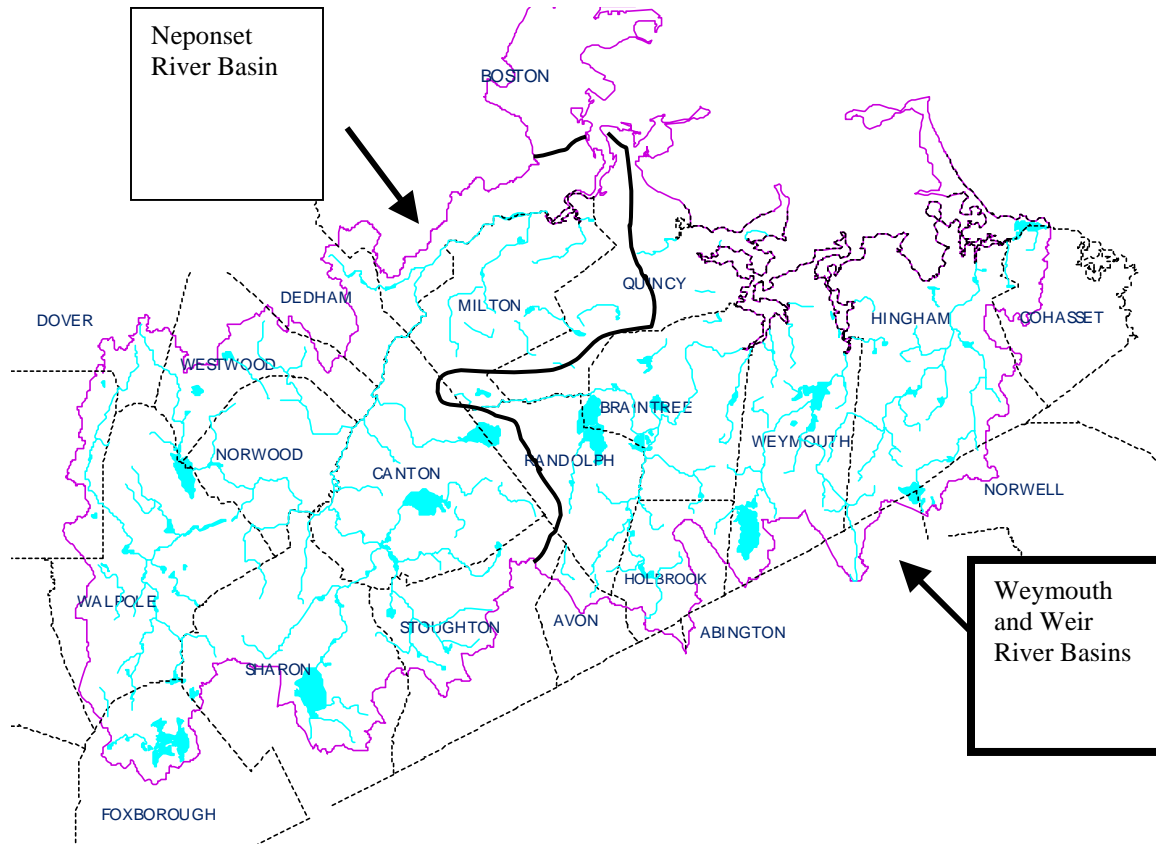 Neponset
River Basin
BOSTON
QUINCY
DEDHAM
MILTON
DOVER
HINGHAM
COHASSET
WESTWOOD
BRAINTREE
WEYMOUTH
NORWOOD
RANDOLPH
CANTON
NORWELL
HOLBROOK
WALPOLE
AVON
STOUGHTON
ABINGTON
Weymouth
and Weir
River Basins
SHARON
FOXBOROUGH